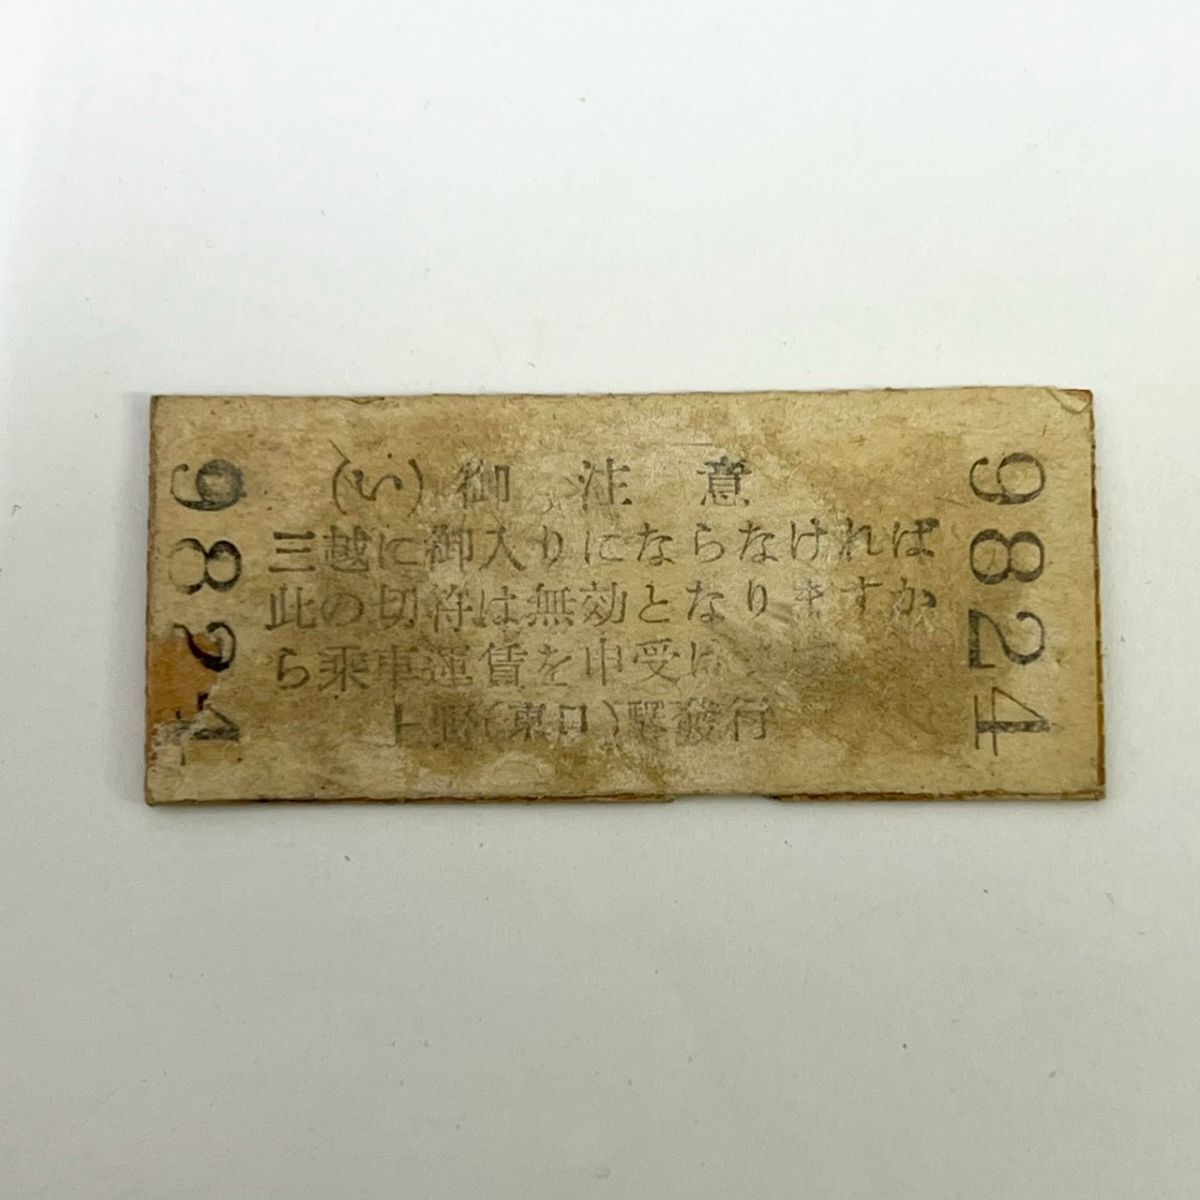 (ろ) 御注意
三越に御入りにならなければ
此の切符は無効となりますか
ら乗車運賃を申受け
上野(東口)驛發行
9824
9824